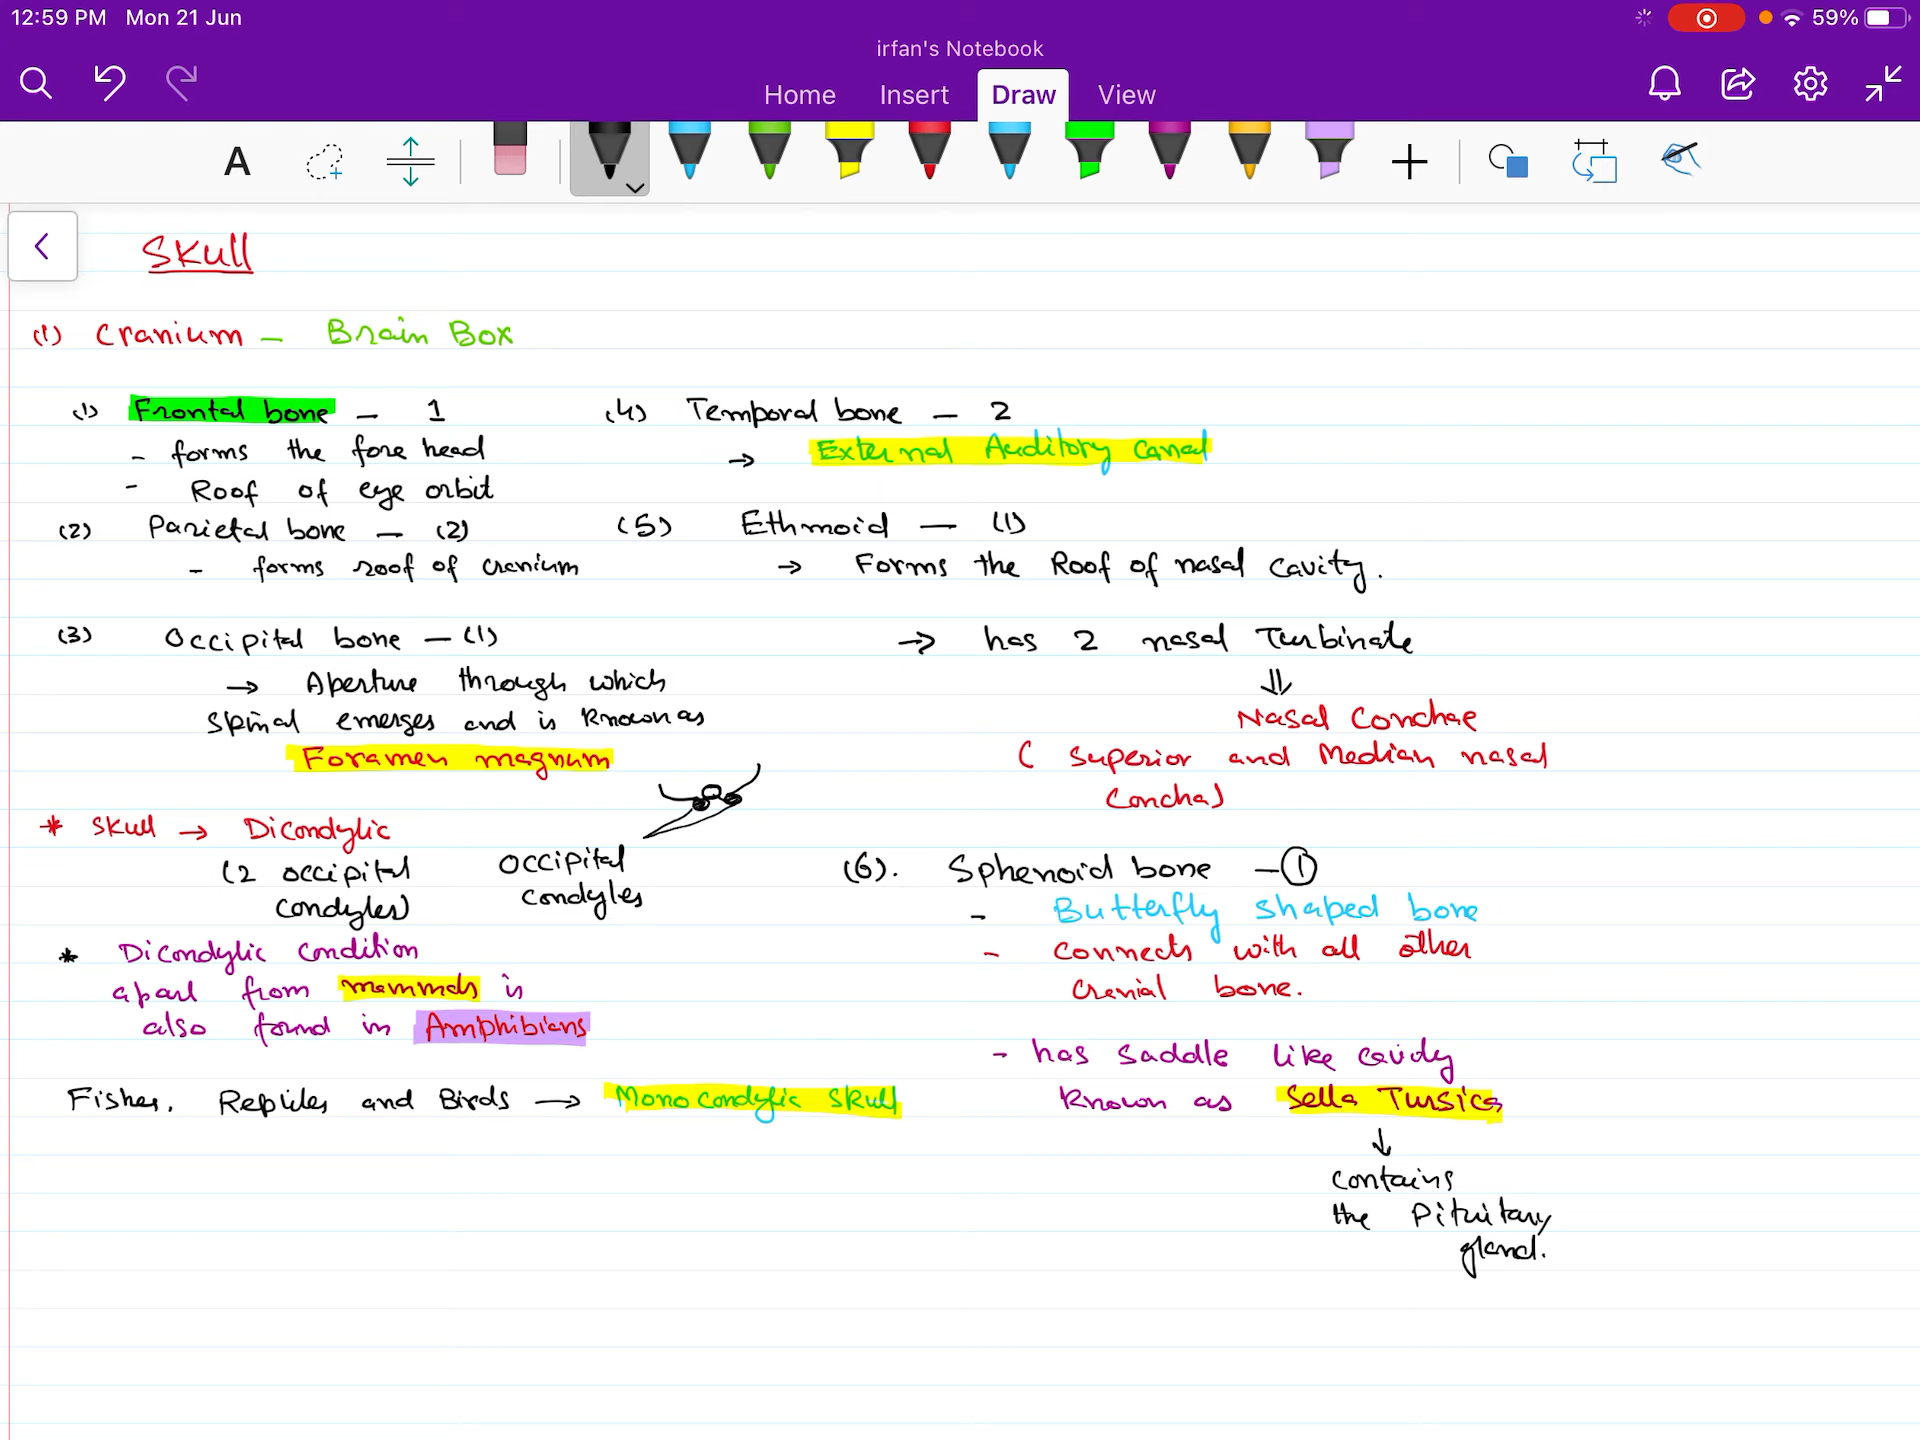 12:59 PM Mon 21 Jun
59%
irfan's Notebook
Home Insert Draw View
A
Skull
(1) Cranium – Brain Box
(1) Frontal bone – 1
- forms the fore head
- Roof of eye orbit
(2) Parietal bone – (2)
- forms roof of cranium
(3) Occipital bone – (1)
→ Aperture through which
spinal emerges and is known as
Foramen magnum
* Skull → Dicondylic
(2 occipital
condyles)
occipital
condyles
* Dicondylic condition
apart from mammals is
also found in Amphibians
Fishes, Reptiles and Birds → Monocondylic skull
(4) Temporal bone – 2
→ External Auditory canal
(5) Ethmoid – (1)
→ Forms the Roof of nasal cavity.
→ has 2 nasal Turbinate
⇓
Nasal Conchae
( Superior and Median nasal
Concha)
(6). Sphenoid bone – 1
- Butterfly shaped bone
- connects with all other
cranial bone.
- has saddle like cavity
known as Sella Tursica
↓
contains
the Pituitary
gland.